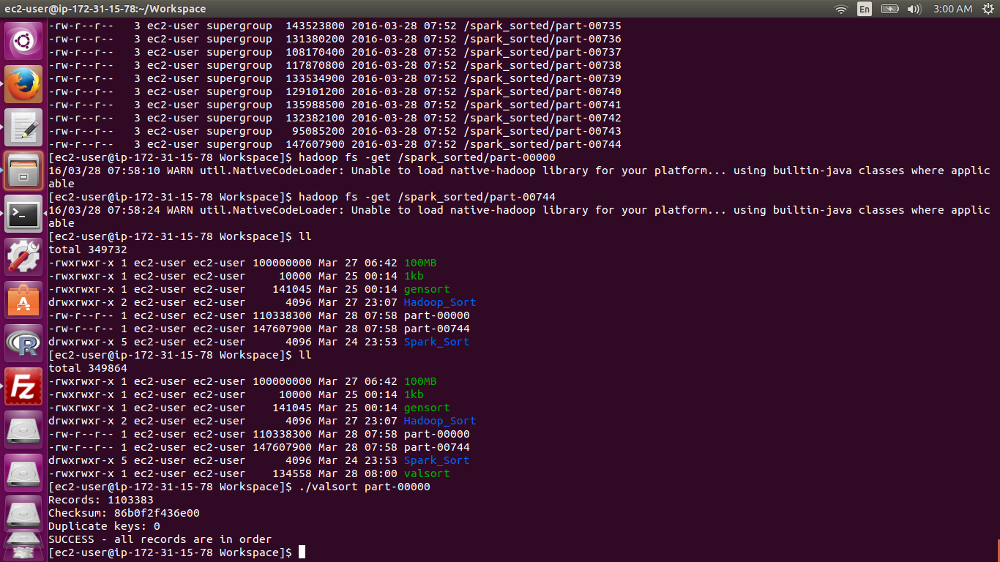 ec2-user@ip-172-31-15-78:~/Workspace
En
3:00 AM
-rw-r--r--   3 ec2-user supergroup  143523800 2016-03-28 07:52 /spark_sorted/part-00735
-rw-r--r--   3 ec2-user supergroup  131380200 2016-03-28 07:52 /spark_sorted/part-00736
-rw-r--r--   3 ec2-user supergroup  108170400 2016-03-28 07:52 /spark_sorted/part-00737
-rw-r--r--   3 ec2-user supergroup  117870800 2016-03-28 07:52 /spark_sorted/part-00738
-rw-r--r--   3 ec2-user supergroup  133534900 2016-03-28 07:52 /spark_sorted/part-00739
-rw-r--r--   3 ec2-user supergroup  129101200 2016-03-28 07:52 /spark_sorted/part-00740
-rw-r--r--   3 ec2-user supergroup  135988500 2016-03-28 07:52 /spark_sorted/part-00741
-rw-r--r--   3 ec2-user supergroup  132382100 2016-03-28 07:52 /spark_sorted/part-00742
-rw-r--r--   3 ec2-user supergroup   95085200 2016-03-28 07:52 /spark_sorted/part-00743
-rw-r--r--   3 ec2-user supergroup  147607900 2016-03-28 07:52 /spark_sorted/part-00744
[ec2-user@ip-172-31-15-78 Workspace]$ hadoop fs -get /spark_sorted/part-00000
16/03/28 07:58:10 WARN util.NativeCodeLoader: Unable to load native-hadoop library for your platform... using builtin-java classes where applic
able
[ec2-user@ip-172-31-15-78 Workspace]$ hadoop fs -get /spark_sorted/part-00744
16/03/28 07:58:24 WARN util.NativeCodeLoader: Unable to load native-hadoop library for your platform... using builtin-java classes where applic
able
[ec2-user@ip-172-31-15-78 Workspace]$ ll
total 349732
-rwxrwxr-x 1 ec2-user ec2-user 100000000 Mar 27 06:42 100MB
-rwxrwxr-x 1 ec2-user ec2-user     10000 Mar 25 00:14 1kb
-rwxrwxr-x 1 ec2-user ec2-user    141045 Mar 25 00:14 gensort
drwxrwxr-x 2 ec2-user ec2-user      4096 Mar 27 23:07 Hadoop_Sort
-rw-r--r-- 1 ec2-user ec2-user 110338300 Mar 28 07:58 part-00000
-rw-r--r-- 1 ec2-user ec2-user 147607900 Mar 28 07:58 part-00744
drwxrwxr-x 5 ec2-user ec2-user      4096 Mar 24 23:53 Spark_Sort
[ec2-user@ip-172-31-15-78 Workspace]$ ll
total 349864
-rwxrwxr-x 1 ec2-user ec2-user 100000000 Mar 27 06:42 100MB
-rwxrwxr-x 1 ec2-user ec2-user     10000 Mar 25 00:14 1kb
-rwxrwxr-x 1 ec2-user ec2-user    141045 Mar 25 00:14 gensort
drwxrwxr-x 2 ec2-user ec2-user      4096 Mar 27 23:07 Hadoop_Sort
-rw-r--r-- 1 ec2-user ec2-user 110338300 Mar 28 07:58 part-00000
-rw-r--r-- 1 ec2-user ec2-user 147607900 Mar 28 07:58 part-00744
drwxrwxr-x 5 ec2-user ec2-user      4096 Mar 24 23:53 Spark_Sort
-rwxrwxr-x 1 ec2-user ec2-user    134558 Mar 28 08:00 valsort
[ec2-user@ip-172-31-15-78 Workspace]$ ./valsort part-00000
Records: 1103383
Checksum: 86b0f2f436e00
Duplicate keys: 0
SUCCESS - all records are in order
[ec2-user@ip-172-31-15-78 Workspace]$
>_
A
R
Fz